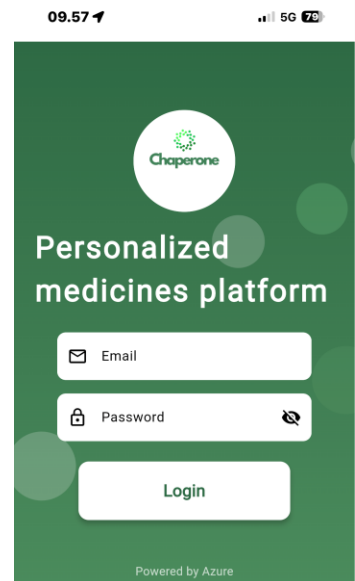 09.57 5G 79
Chaperone
Personalized
medicines platform
Email
Password
Login
Powered by Azure